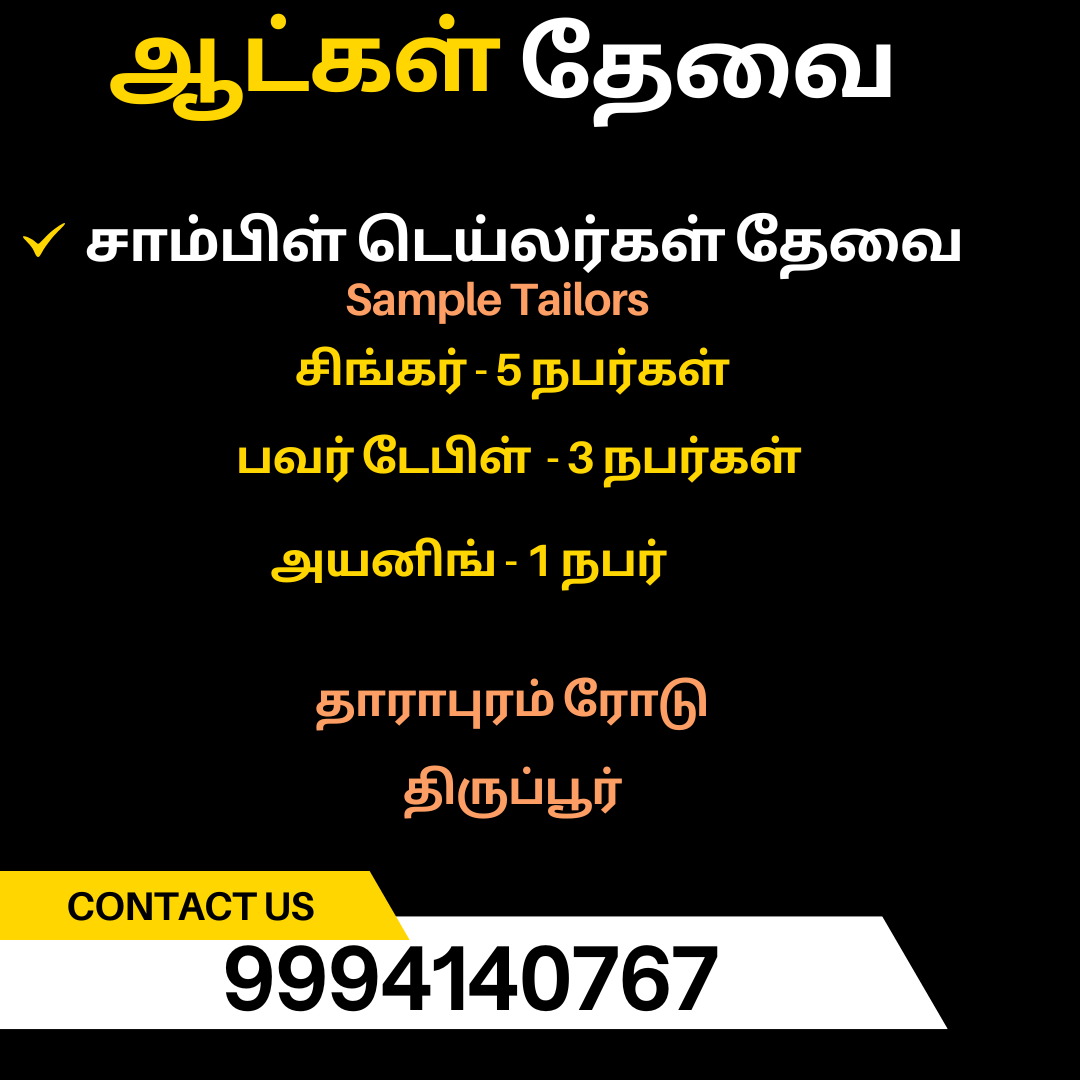 ஆட்கள் தேவை
சாம்பிள் டெய்லர்கள் தேவை
Sample Tailors
சிங்கர் - 5 நபர்கள்
பவர் டேபிள் - 3 நபர்கள்
அயனிங் - 1 நபர்
தாராபுரம் ரோடு
திருப்பூர்
CONTACT US
9994140767